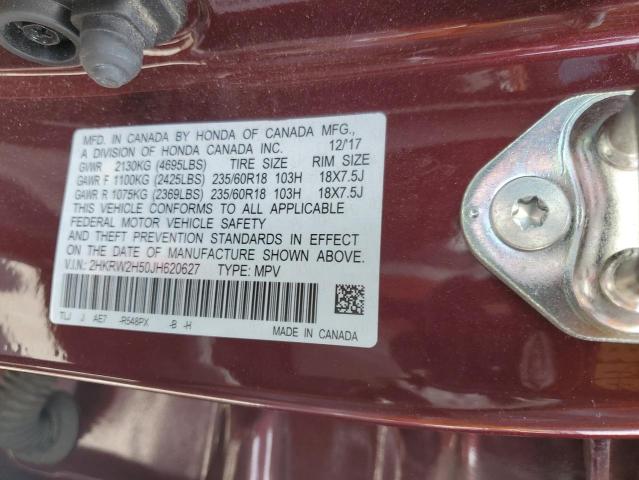 MFD. IN CANADA BY HONDA OF CANADA MFG.,
A DIVISION OF HONDA CANADA INC. 12/17
GVWR 2130KG (4695LBS) TIRE SIZE RIM SIZE
GAWR F 1100KG (2425LBS) 235/60R18 103H 18X7.5J
GAWR R 1075KG (2369LBS) 235/60R18 103H 18X7.5J
THIS VEHICLE CONFORMS TO ALL APPLICABLE
FEDERAL MOTOR VEHICLE SAFETY
AND THEFT PREVENTION STANDARDS IN EFFECT
ON THE DATE OF MANUFACTURE SHOWN ABOVE.
V.I.N.: 2HKRW2H50JH620627 TYPE: MPV
TLJ J AE7 -R548PX -B -H
MADE IN CANADA